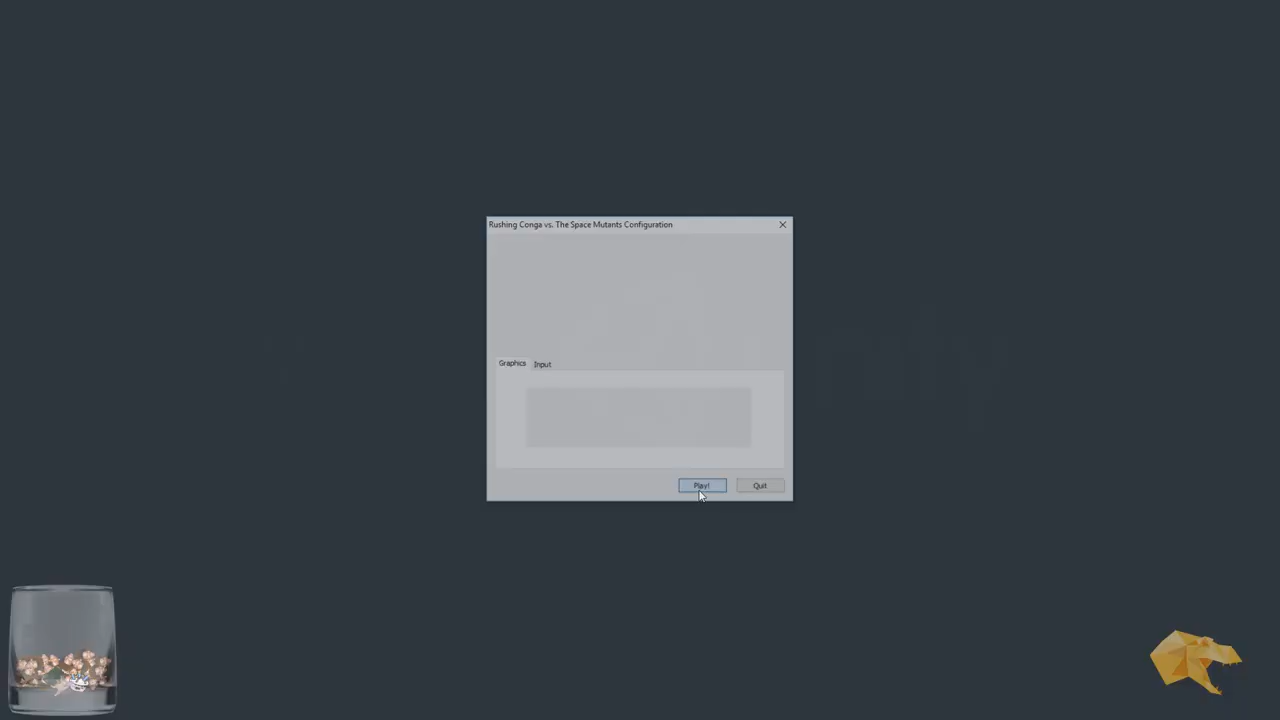 Rushing Conga vs. The Space Mutants Configuration
Graphics Input
Play! Quit